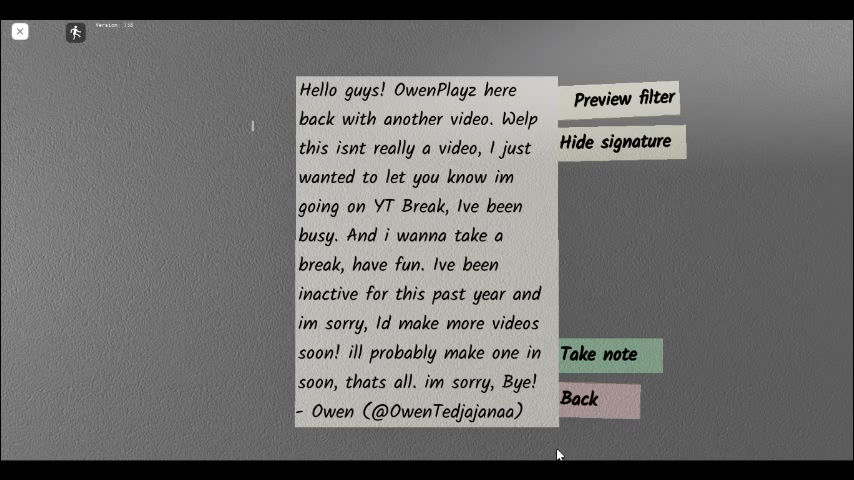 Version: 738
Hello guys! OwenPlayz here
back with another video. Welp
this isnt really a video, I just
wanted to let you know im
going on YT Break, Ive been
busy. And i wanna take a
break, have fun. Ive been
inactive for this past year and
im sorry, Id make more videos
soon! ill probably make one in
soon, thats all. im sorry, Bye!
- Owen (@OwenTedjajanaa)
Preview filter
Hide signature
Take note
Back